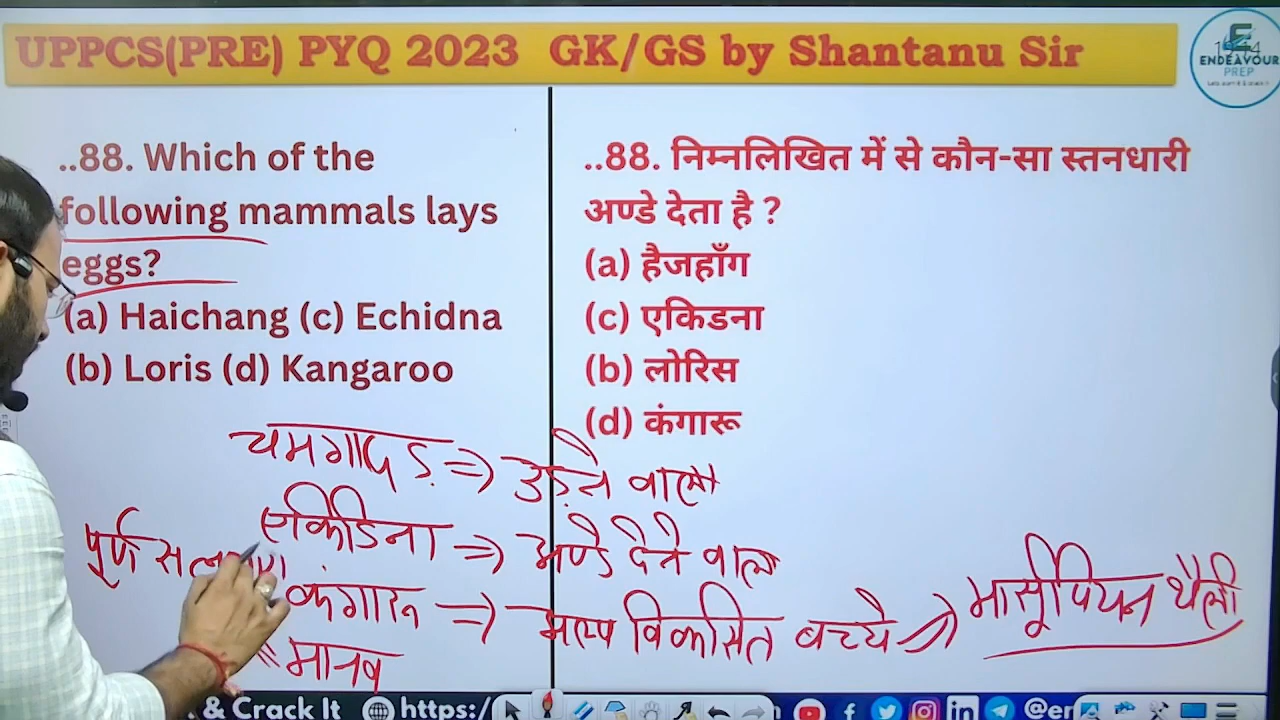 UPPCS(PRE) PYQ 2023 GK/GS by Shantanu Sir
ENDEAVOUR
PREP
..88. Which of the
following mammals lays
eggs?
(a) Haichang (c) Echidna
(b) Loris (d) Kangaroo
..88. निम्नलिखित में से कौन-सा स्तनधारी
अण्डे देता है ?
(a) हैजहाँग
(c) एकिडना
(b) लोरिस
(d) कंगारू
चमगादड़ ⇒ उड़ने वाला
एकिडिना ⇒ अण्डे देने वाला
पूर्ण
कंगारू ⇒ अल्प विकसित बच्चे ⇒ मार्सूपियन थैली
मानव
& Crack It https:/ @er